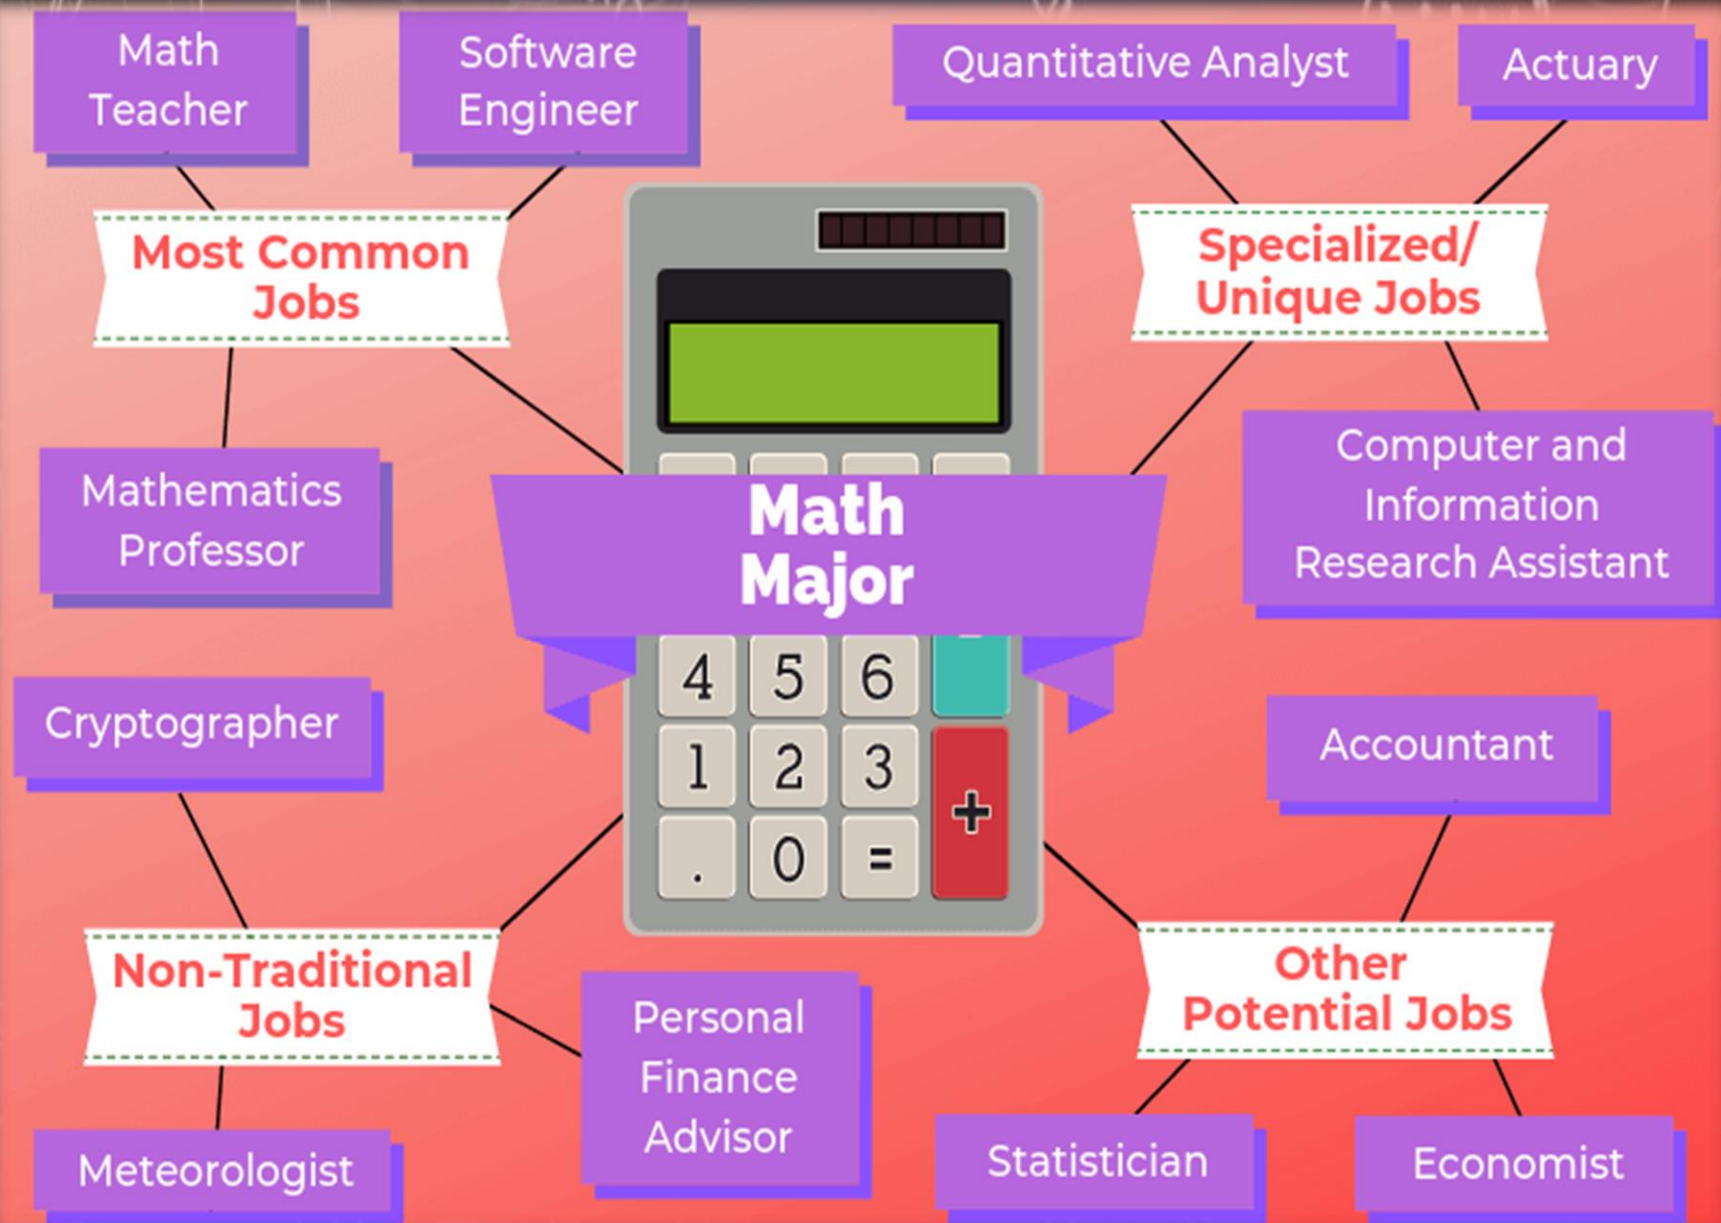 Math
Teacher
Software
Engineer
Quantitative Analyst
Actuary
Most Common
Jobs
Specialized/
Unique Jobs
Mathematics
Professor
Computer and
Information
Research Assistant
Math
Major
4 5 6
1 2 3 +
. 0 =
Cryptographer
Accountant
Non-Traditional
Jobs
Other
Potential Jobs
Personal
Finance
Advisor
Meteorologist
Statistician
Economist